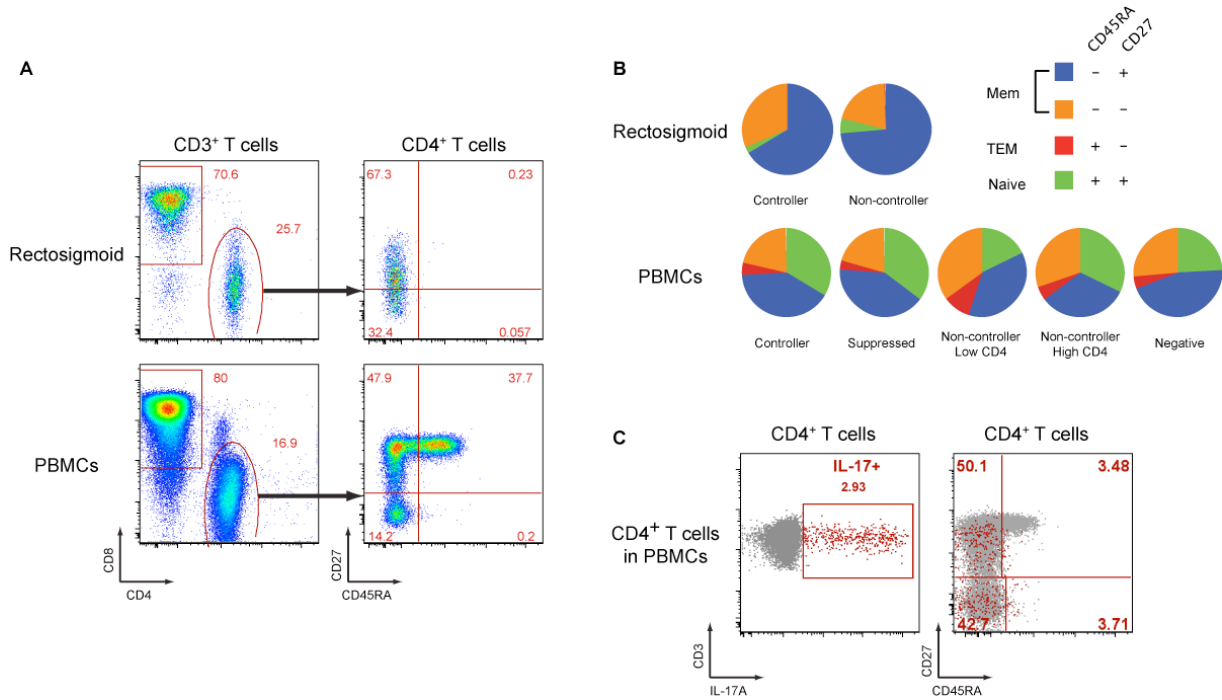 A
CD3+ T cells
CD4+ T cells
Rectosigmoid
70.6
25.7
67.3
0.23
32.4
0.057
PBMCs
80
16.9
47.9
37.7
14.2
0.2
CD8
CD4
CD27
CD45RA
B
CD45RA
CD27
Mem
– +
– –
TEM
+ –
Naive
+ +
Rectosigmoid
Controller
Non-controller
PBMCs
Controller
Suppressed
Non-controller
Low CD4
Non-controller
High CD4
Negative
C
CD4+ T cells
CD4+ T cells
CD4+ T cells
in PBMCs
IL-17+
2.93
50.1
3.48
42.7
3.71
CD3
IL-17A
CD27
CD45RA